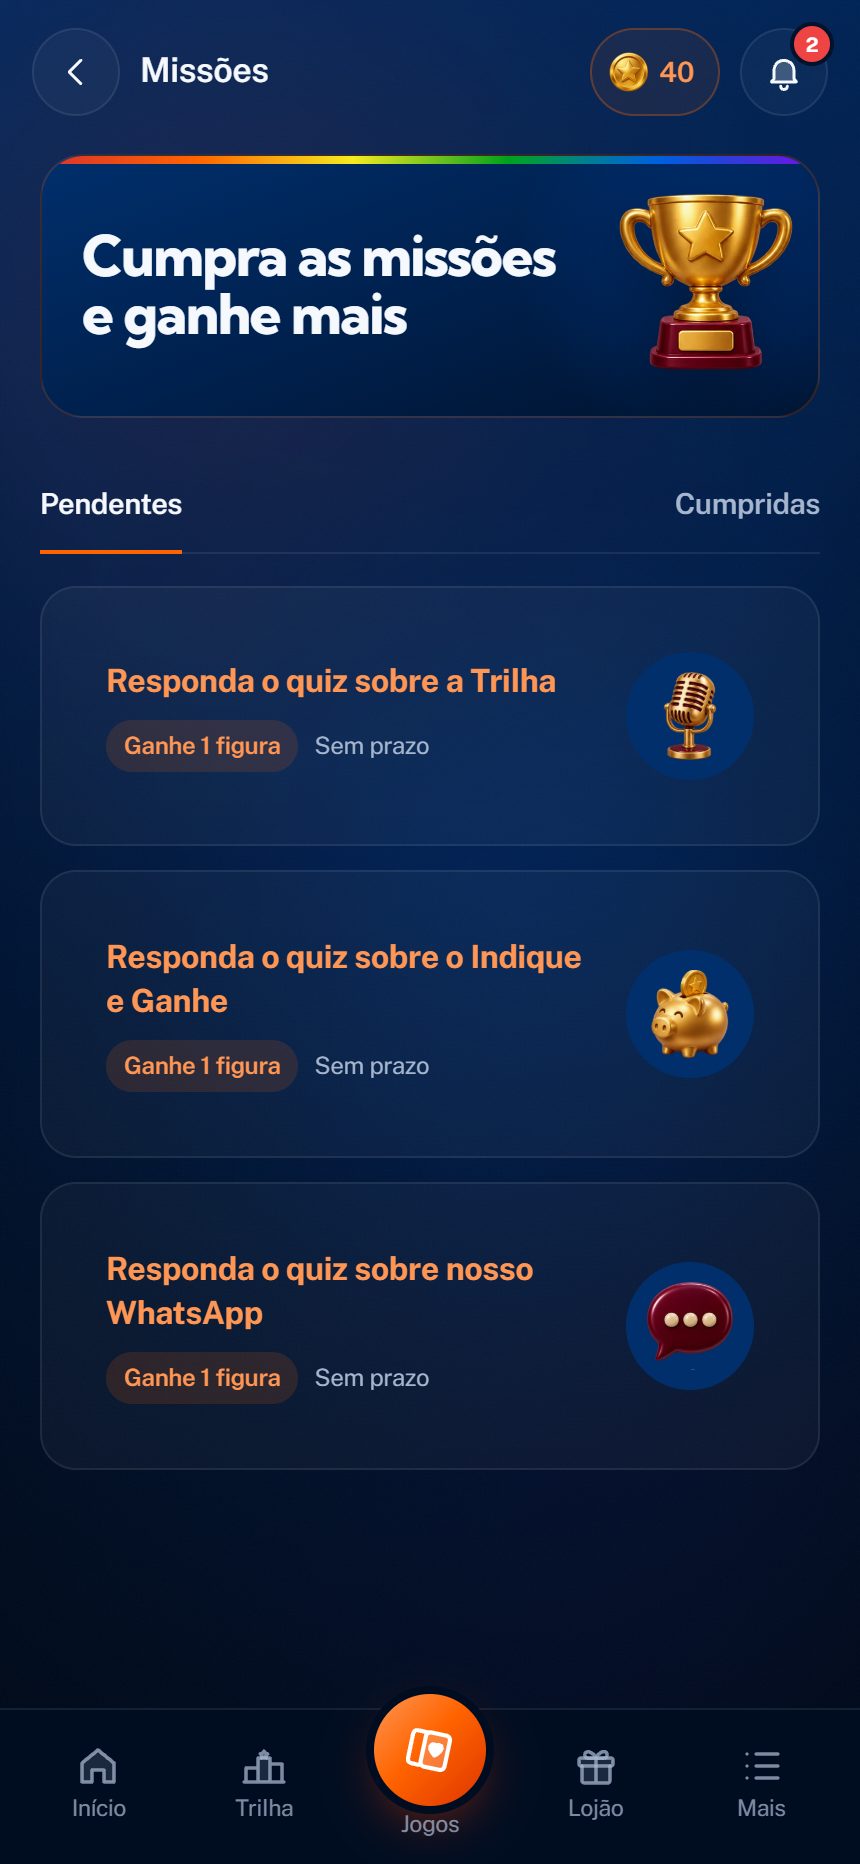 Missões
40
2
Cumpra as missões
e ganhe mais
Pendentes
Cumpridas
Responda o quiz sobre a Trilha
Ganhe 1 figura
Sem prazo
Responda o quiz sobre o Indique
e Ganhe
Ganhe 1 figura
Sem prazo
Responda o quiz sobre nosso
WhatsApp
Ganhe 1 figura
Sem prazo
Início
Trilha
Jogos
Lojão
Mais